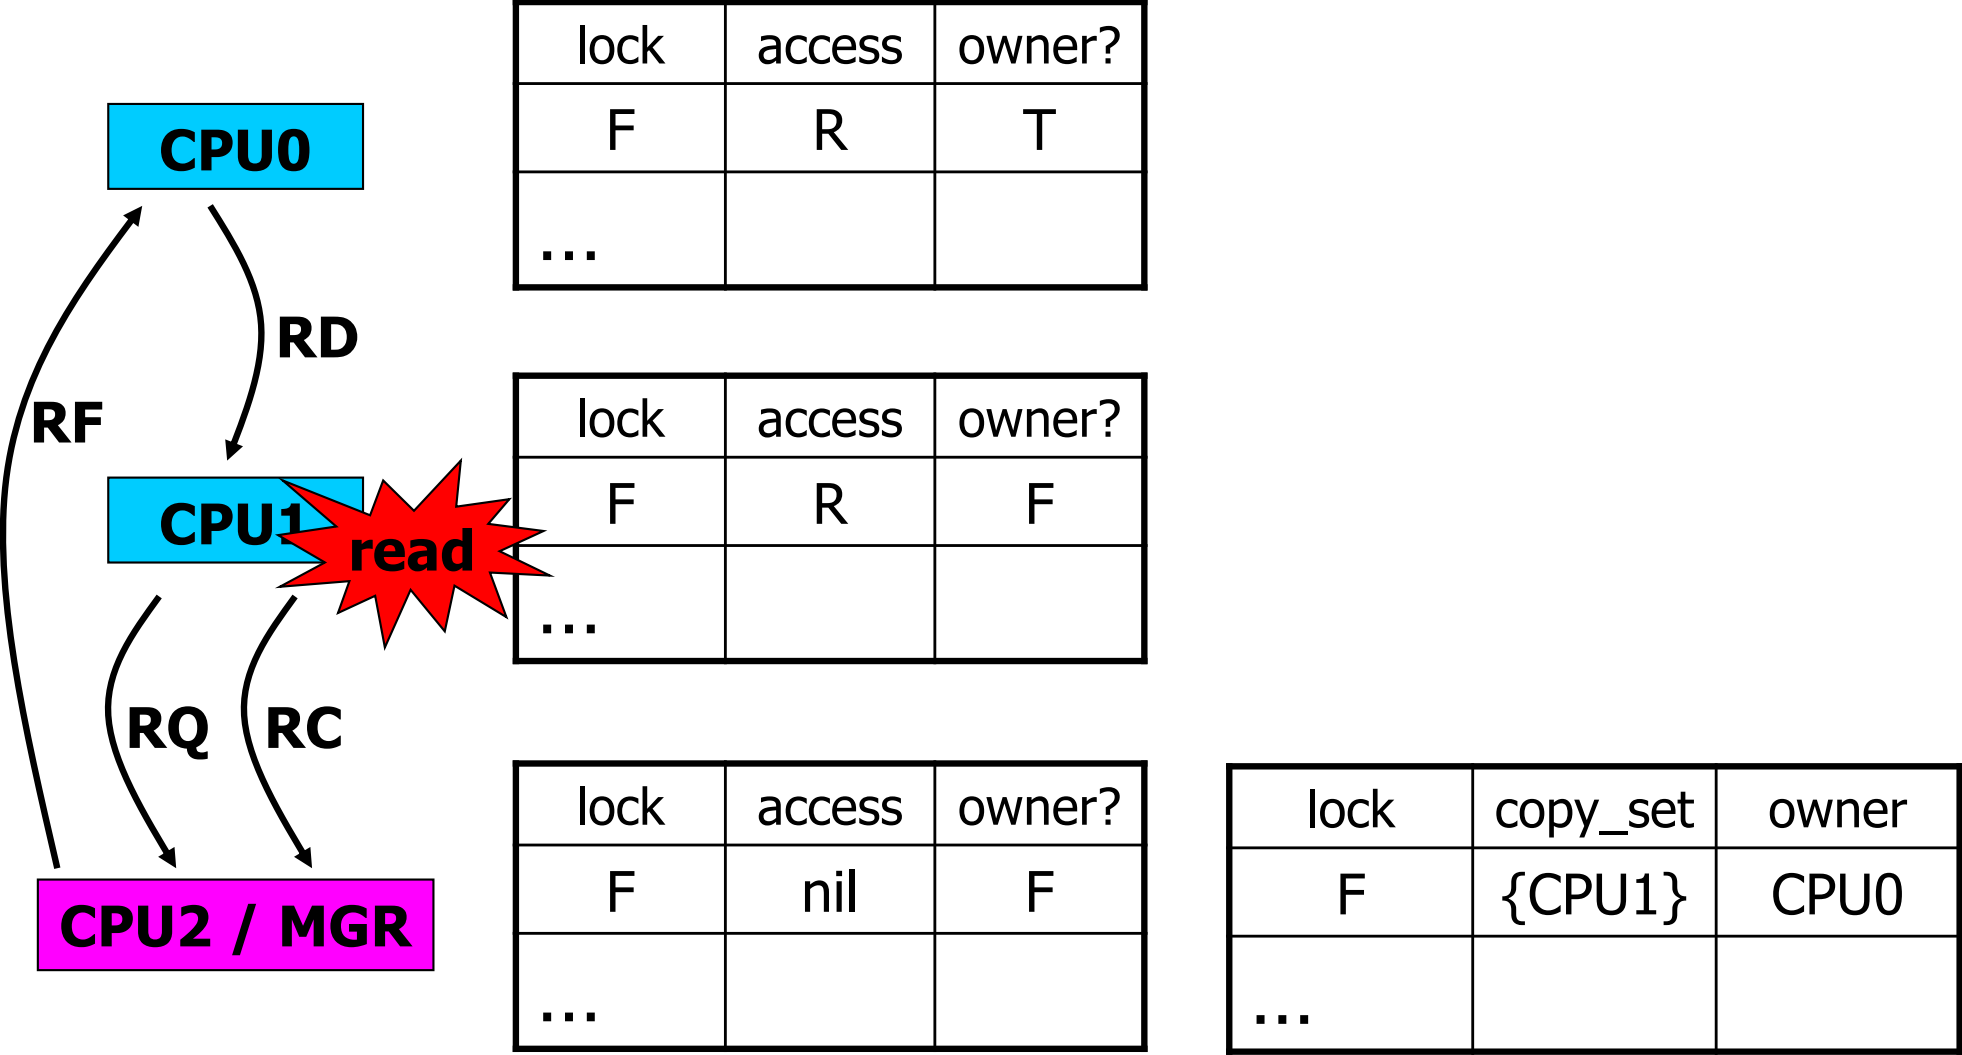 lock access owner?
CPU0
F R T
...
RD
RF
lock access owner?
CPU1
F R F
read
...
RQ RC
lock access owner?
F nil F
...
CPU2 / MGR
lock copy_set owner
F {CPU1} CPU0
...